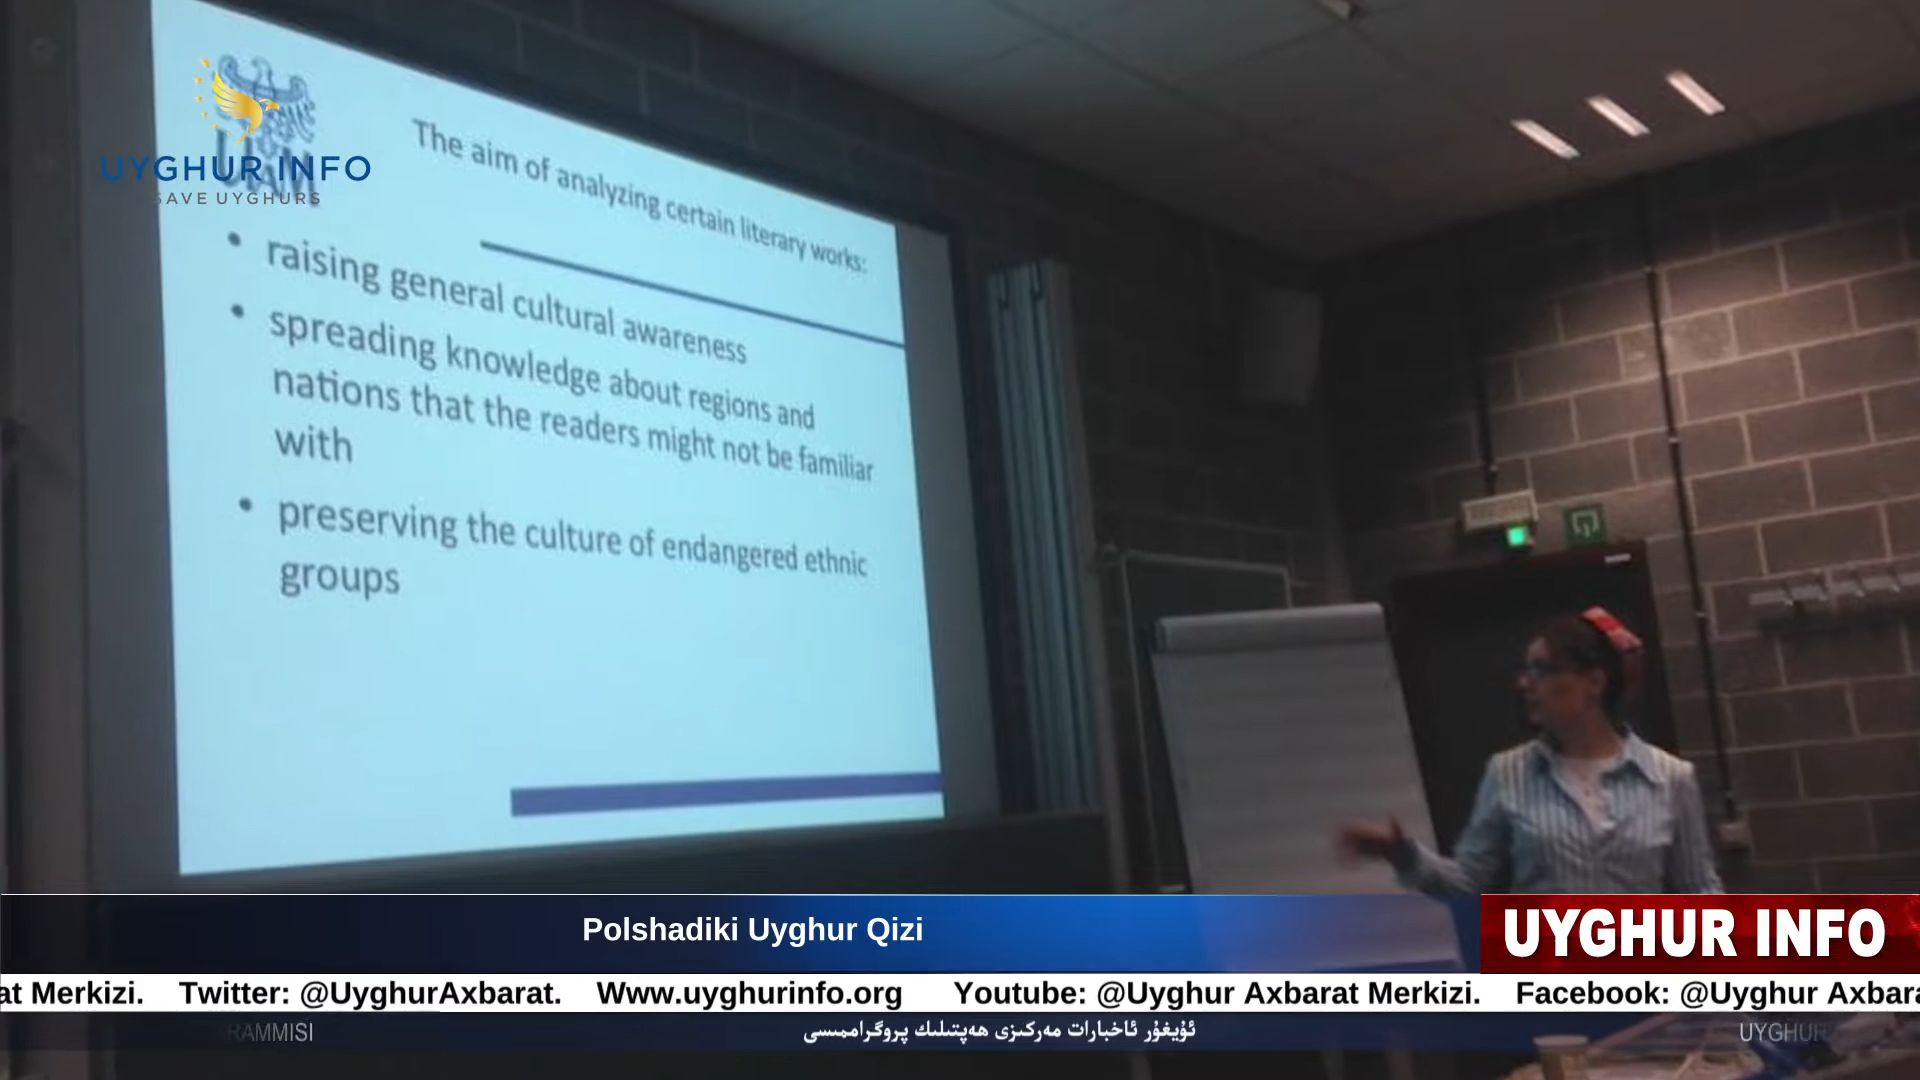 UYGHUR INFO
SAVE UYGHURS
UAM
The aim of analyzing certain literary works:
• raising general cultural awareness
• spreading knowledge about regions and
nations that the readers might not be familiar
with
• preserving the culture of endangered ethnic
groups
Polshadiki Uyghur Qizi
UYGHUR INFO
at Merkizi. Twitter: @UyghurAxbarat. Www.uyghurinfo.org Youtube: @Uyghur Axbarat Merkizi. Facebook: @Uyghur Axbara
RAMMISI
ئۇيغۇر ئاخبارات مەركىزى ھەپتىلىك پروگراممىسى
UYGHUR